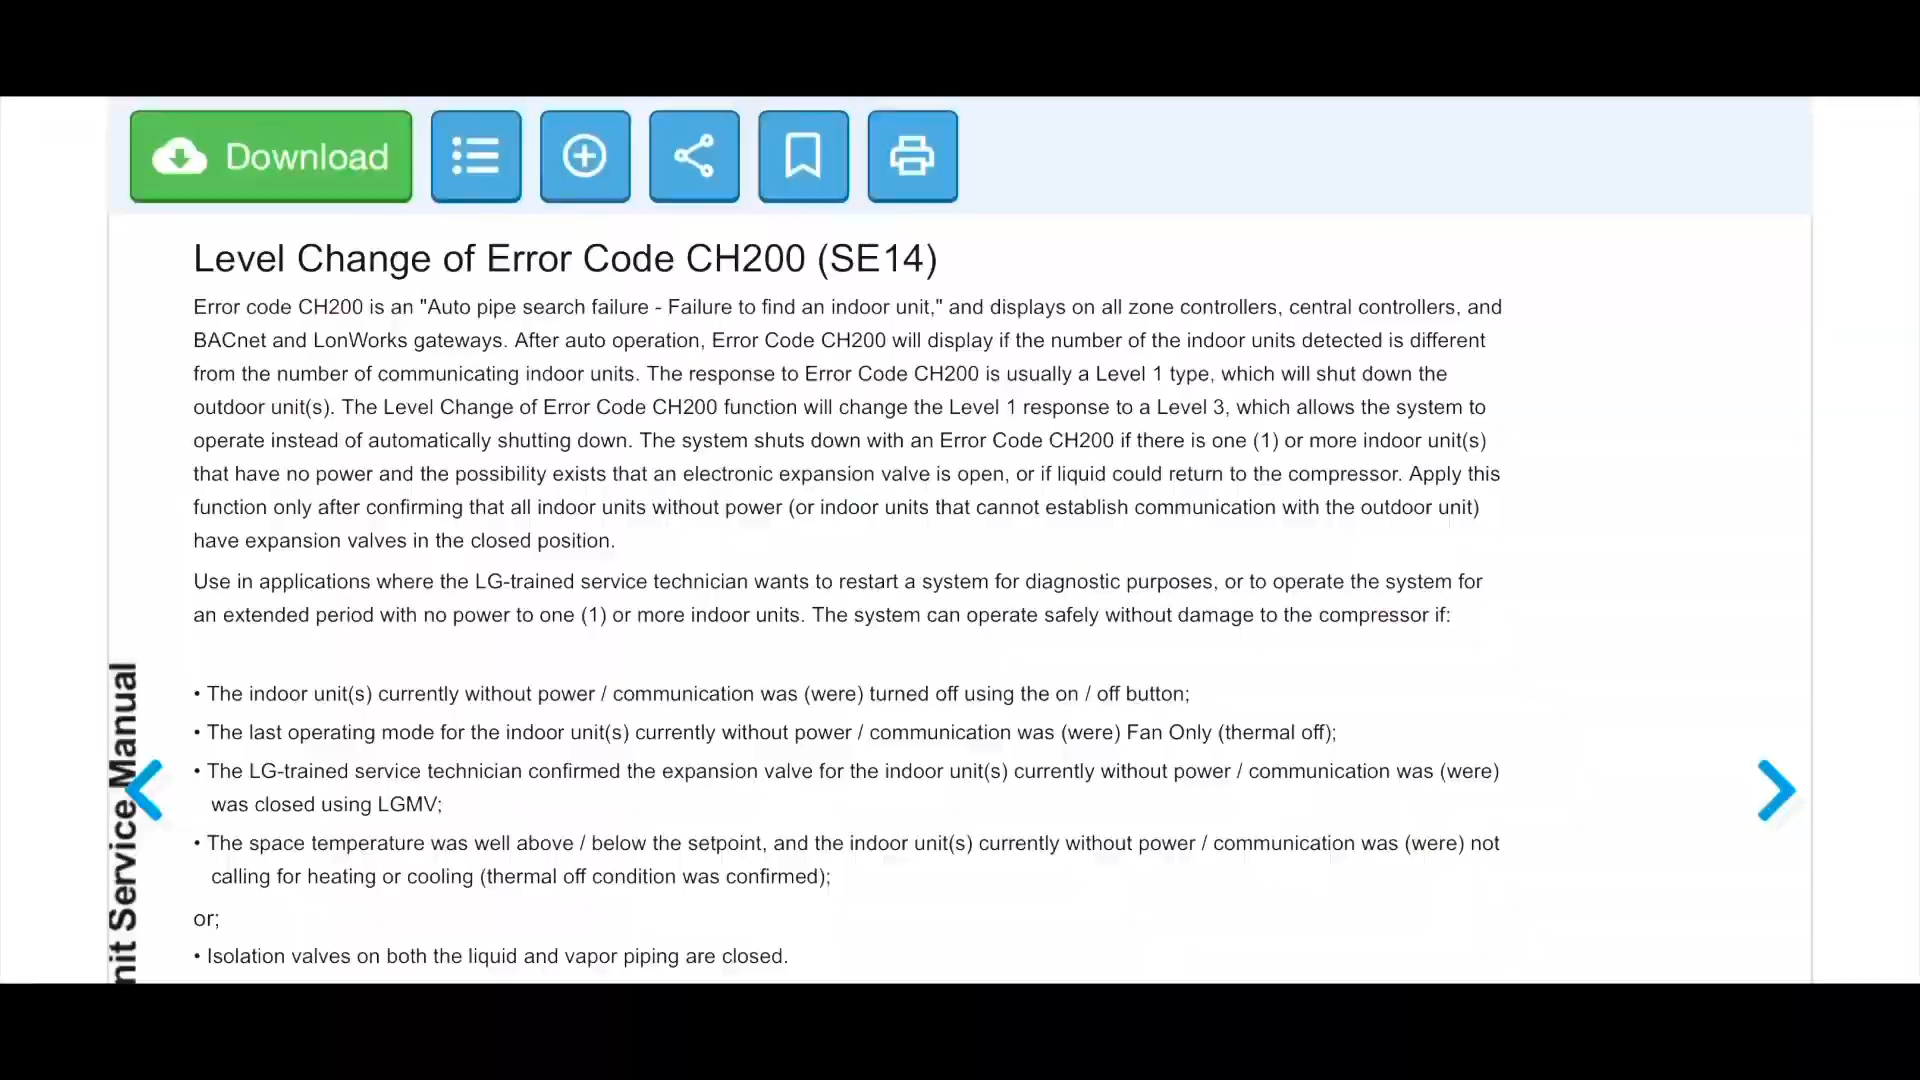 Download
Level Change of Error Code CH200 (SE14)
Error code CH200 is an "Auto pipe search failure - Failure to find an indoor unit," and displays on all zone controllers, central controllers, and
BACnet and LonWorks gateways. After auto operation, Error Code CH200 will display if the number of the indoor units detected is different
from the number of communicating indoor units. The response to Error Code CH200 is usually a Level 1 type, which will shut down the
outdoor unit(s). The Level Change of Error Code CH200 function will change the Level 1 response to a Level 3, which allows the system to
operate instead of automatically shutting down. The system shuts down with an Error Code CH200 if there is one (1) or more indoor unit(s)
that have no power and the possibility exists that an electronic expansion valve is open, or if liquid could return to the compressor. Apply this
function only after confirming that all indoor units without power (or indoor units that cannot establish communication with the outdoor unit)
have expansion valves in the closed position.
Use in applications where the LG-trained service technician wants to restart a system for diagnostic purposes, or to operate the system for
an extended period with no power to one (1) or more indoor units. The system can operate safely without damage to the compressor if:
• The indoor unit(s) currently without power / communication was (were) turned off using the on / off button;
• The last operating mode for the indoor unit(s) currently without power / communication was (were) Fan Only (thermal off);
• The LG-trained service technician confirmed the expansion valve for the indoor unit(s) currently without power / communication was (were)
was closed using LGMV;
• The space temperature was well above / below the setpoint, and the indoor unit(s) currently without power / communication was (were) not
calling for heating or cooling (thermal off condition was confirmed);
or;
• Isolation valves on both the liquid and vapor piping are closed.
nit Service Manual